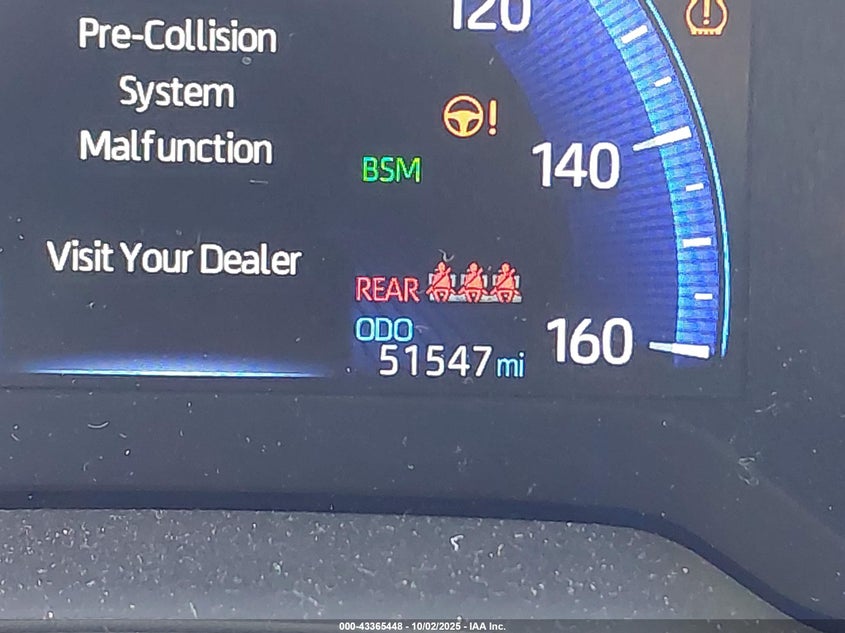 Pre-Collision
System
Malfunction
Visit Your Dealer
120
!
BSM
140
REAR
ODO
51547 mi
160
000-43365448 - 10/02/2025 - IAA Inc.